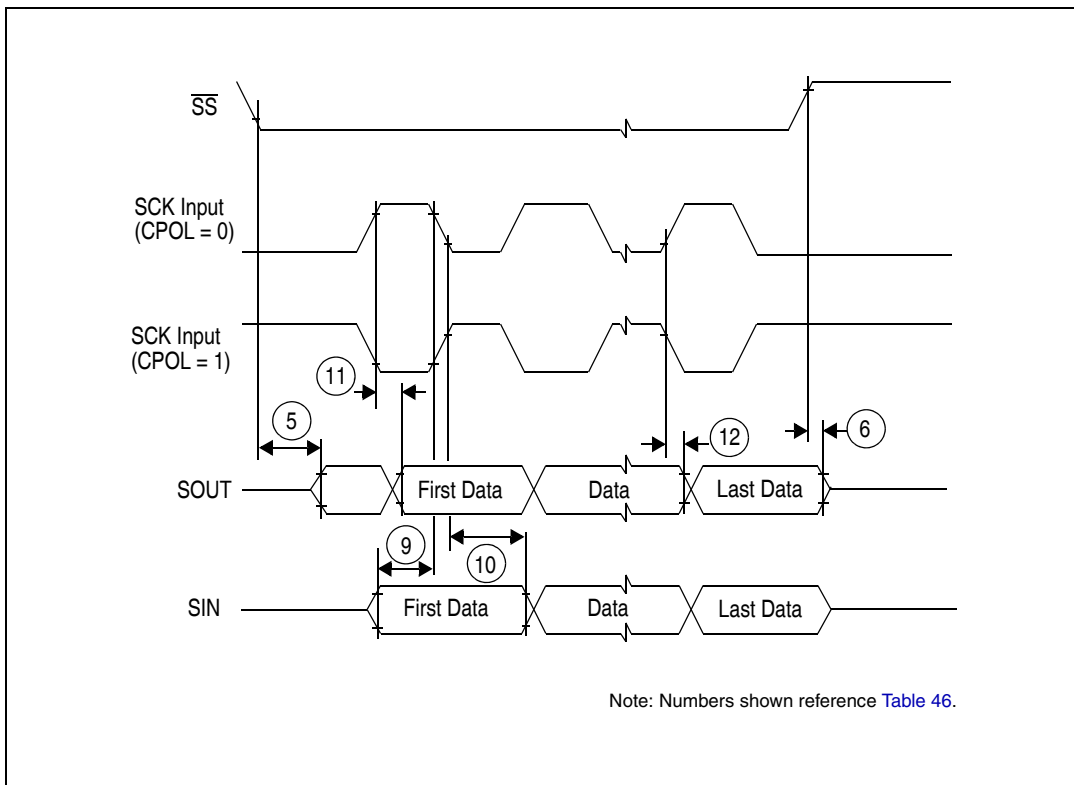 SS
SCK Input
(CPOL = 0)
SCK Input
(CPOL = 1)
11
5
12
6
SOUT
First Data
Data
Last Data
9
10
SIN
First Data
Data
Last Data
Note: Numbers shown reference Table 46.